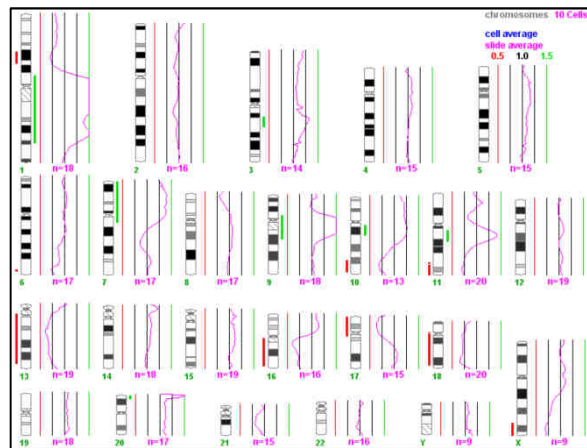 chromosomes 10 Cells
cell average
slide average
0.5 1.0 1.5
1 n=18
2 n=16
3 n=14
4 n=15
5 n=15
6 n=17
7 n=17
8 n=17
9 n=18
10 n=13
11 n=20
12 n=19
13 n=19
14 n=18
15 n=19
16 n=16
17 n=15
18 n=20
19 n=18
20 n=17
21 n=15
22 n=16
Y n=9
X n=9